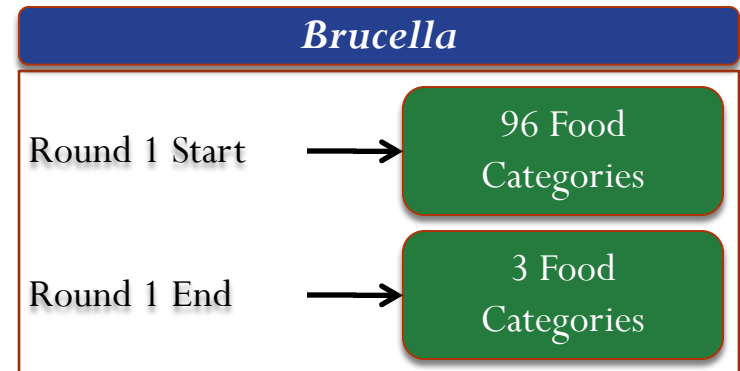 Brucella
Round 1 Start
96 Food
Categories
Round 1 End
3 Food
Categories